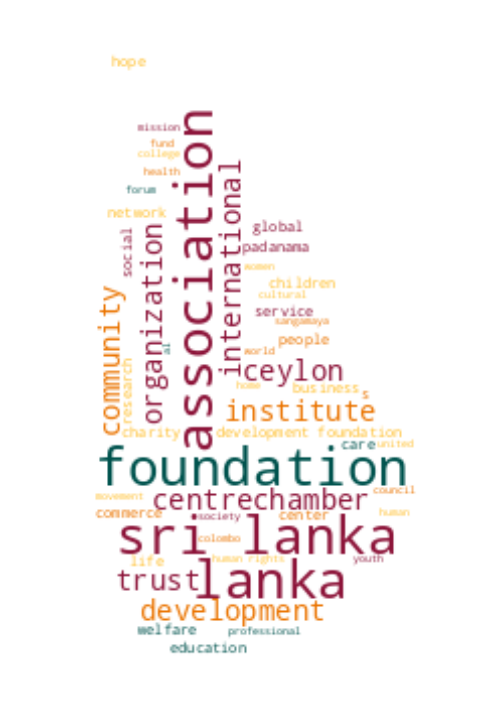 hope
mission
fund
college
health
forum
network
association
international
social
organization
global
padanama
women
children
cultural
service
sangamaya
people
al
world
community
research
ceylon
home
business
s
institute
charity
development foundation
care
united
foundation
council
movement
centre
chamber
commerce
society
center
human
sri lanka
colombo
life
human rights
youth
trust
lanka
development
welfare
professional
education